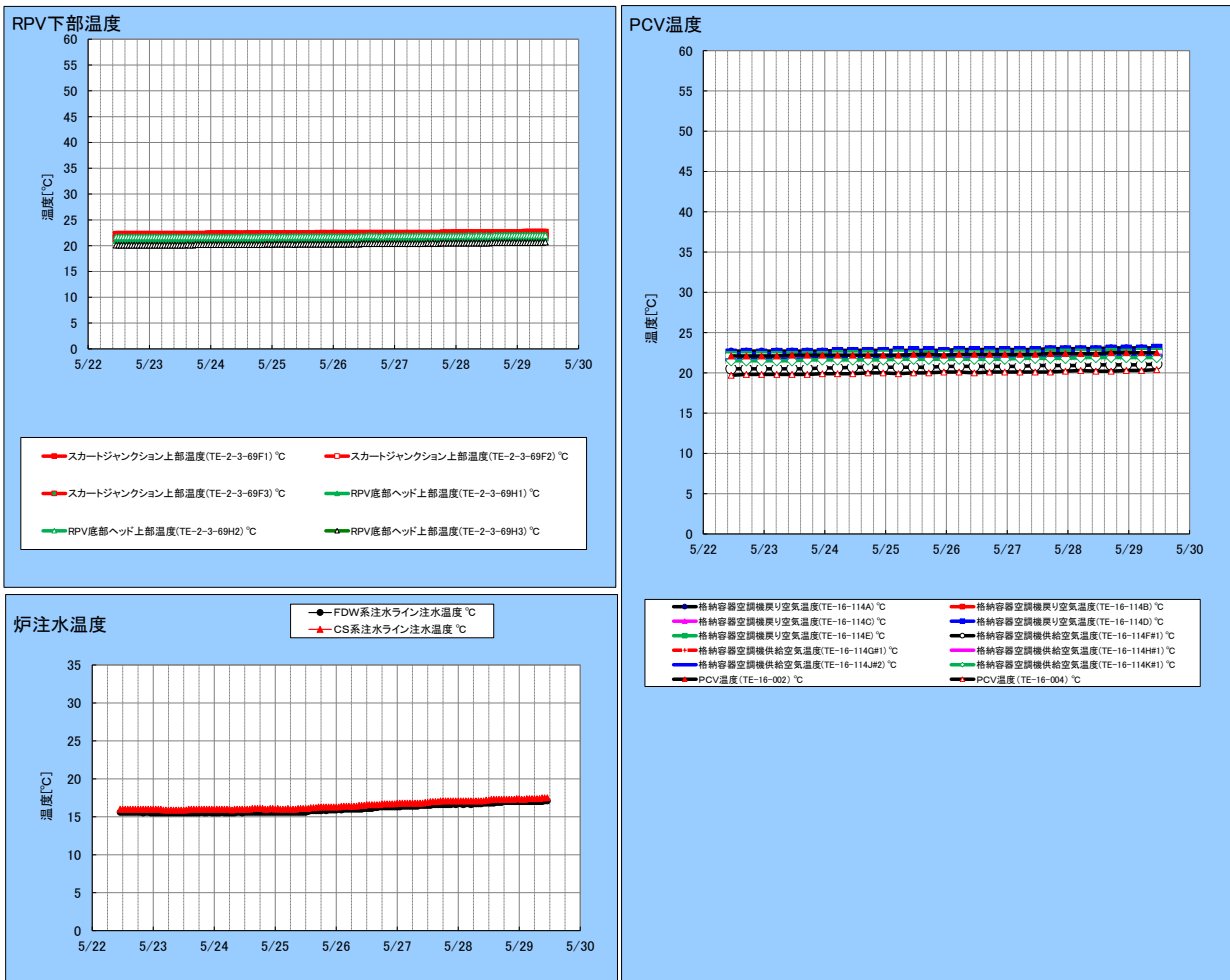 RPV下部温度
60
55
50
45
40
35
30
25
20
15
10
5
0
温度[℃]
5/22 5/23 5/24 5/25 5/26 5/27 5/28 5/29 5/30
スカートジャンクション上部温度(TE-2-3-69F1) ℃ スカートジャンクション上部温度(TE-2-3-69F2) ℃
スカートジャンクション上部温度(TE-2-3-69F3) ℃ RPV底部ヘッド上部温度(TE-2-3-69H1) ℃
RPV底部ヘッド上部温度(TE-2-3-69H2) ℃ RPV底部ヘッド上部温度(TE-2-3-69H3) ℃
炉注水温度
FDW系注水ライン注水温度 ℃
CS系注水ライン注水温度 ℃
35
30
25
20
15
10
5
0
温度[℃]
5/22 5/23 5/24 5/25 5/26 5/27 5/28 5/29 5/30
PCV温度
60
55
50
45
40
35
30
25
20
15
10
5
0
温度[℃]
5/22 5/23 5/24 5/25 5/26 5/27 5/28 5/29 5/30
格納容器空調機戻り空気温度(TE-16-114A) ℃ 格納容器空調機戻り空気温度(TE-16-114B) ℃
格納容器空調機戻り空気温度(TE-16-114C) ℃ 格納容器空調機戻り空気温度(TE-16-114D) ℃
格納容器空調機戻り空気温度(TE-16-114E) ℃ 格納容器空調機供給空気温度(TE-16-114F#1) ℃
格納容器空調機供給空気温度(TE-16-114G#1) ℃ 格納容器空調機供給空気温度(TE-16-114H#1) ℃
格納容器空調機供給空気温度(TE-16-114J#2) ℃ 格納容器空調機供給空気温度(TE-16-114K#1) ℃
PCV温度(TE-16-002) ℃ PCV温度(TE-16-004) ℃